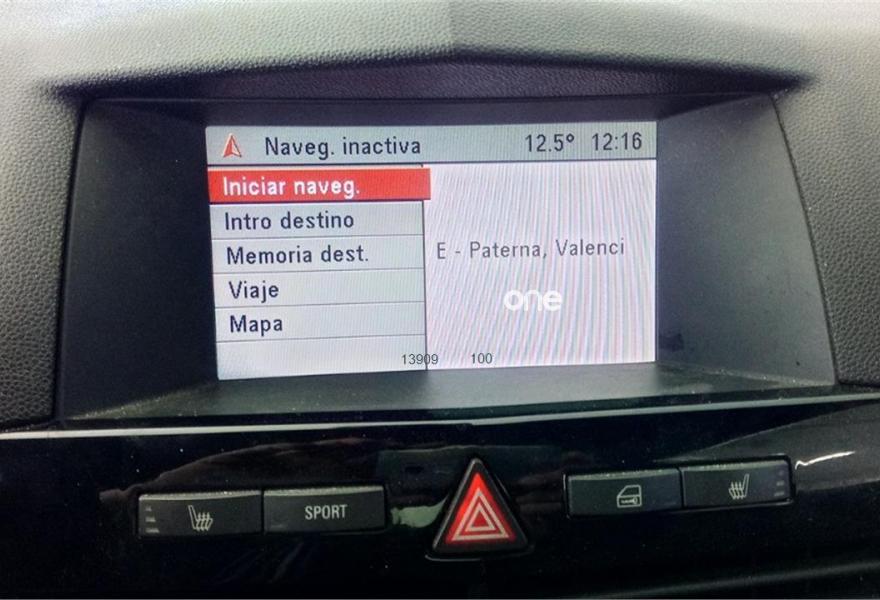 Naveg. inactiva 12.5° 12:16
Iniciar naveg.
Intro destino
Memoria dest.
Viaje
Mapa
E - Paterna, Valenci
one
13909 100
SPORT